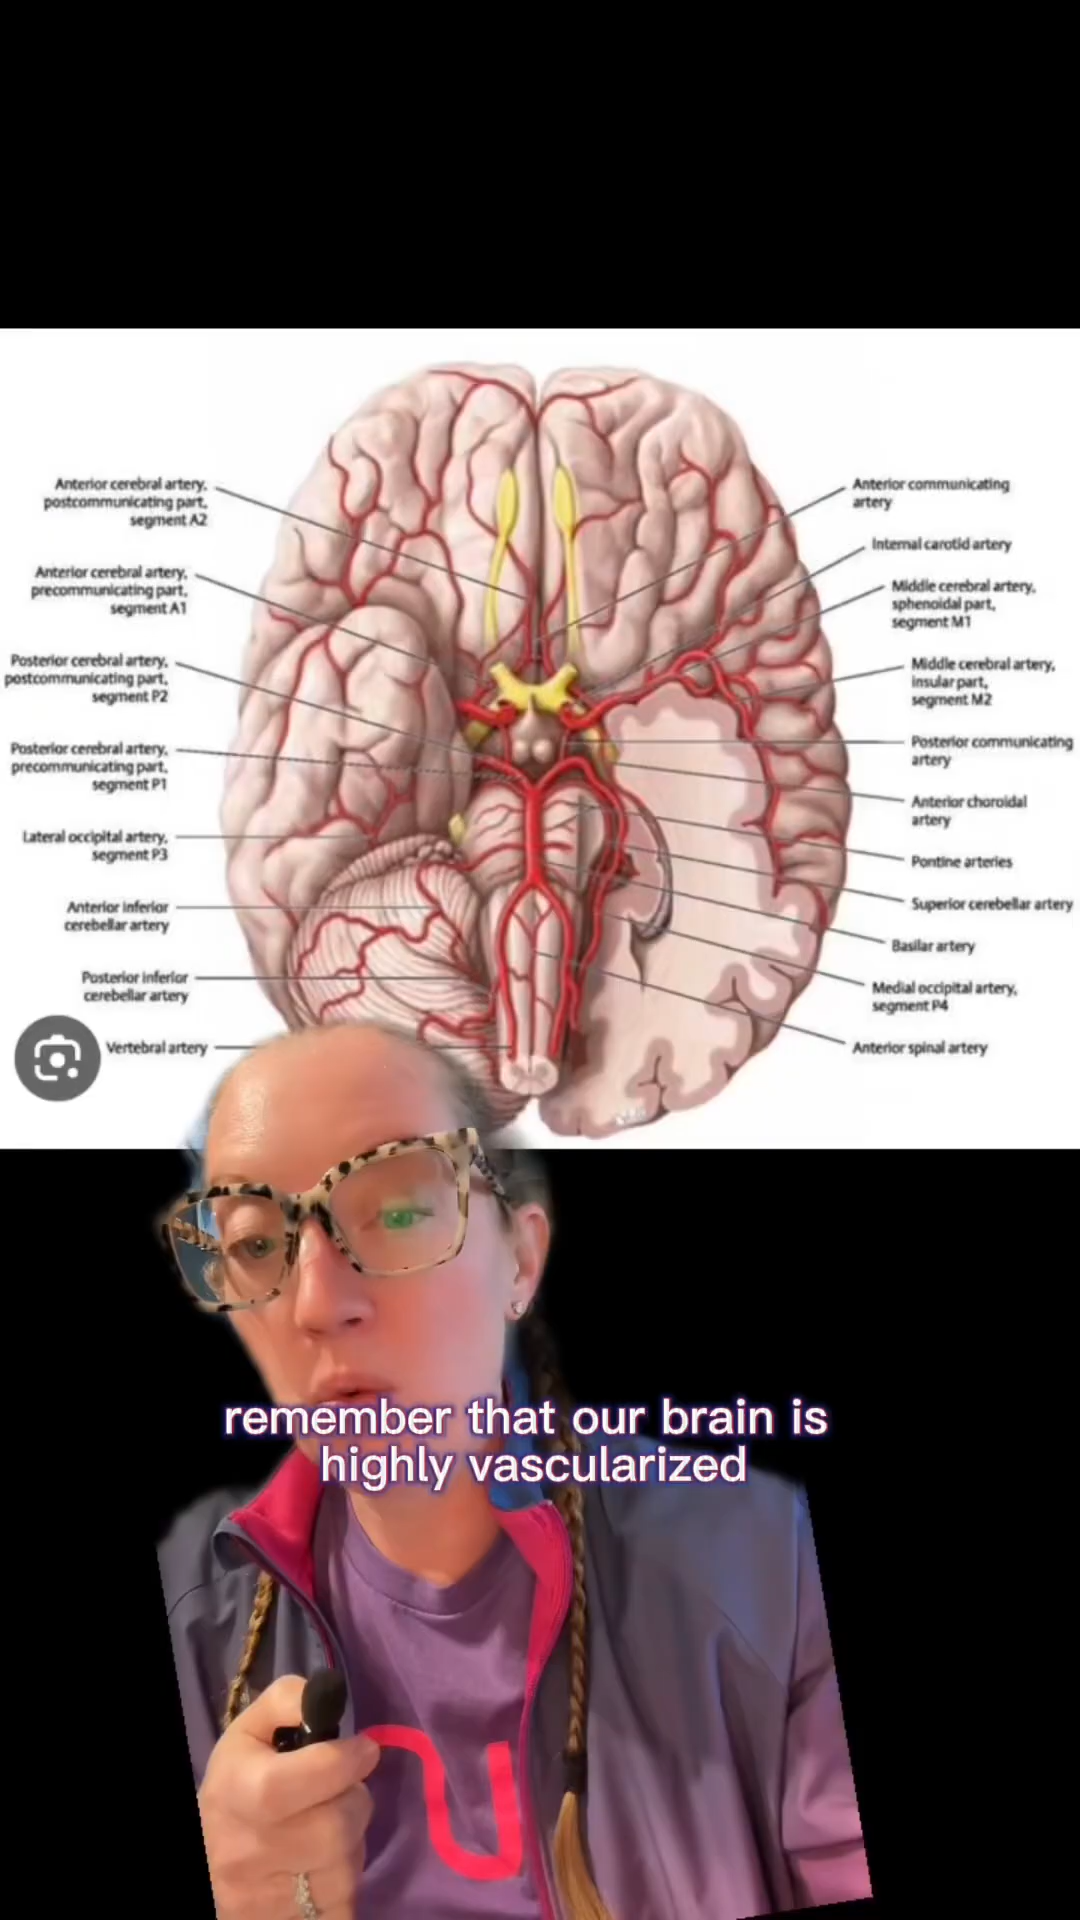 Anterior cerebral artery,
postcommunicating part,
segment A2
Anterior cerebral artery,
precommunicating part,
segment A1
Posterior cerebral artery,
postcommunicating part,
segment P2
Posterior cerebral artery,
precommunicating part,
segment P1
Lateral occipital artery,
segment P3
Anterior inferior
cerebellar artery
Posterior inferior
cerebellar artery
Vertebral artery
Anterior communicating
artery
Internal carotid artery
Middle cerebral artery,
sphenoidal part,
segment M1
Middle cerebral artery,
insular part,
segment M2
Posterior communicating
artery
Anterior choroidal
artery
Pontine arteries
Superior cerebellar artery
Basilar artery
Medial occipital artery,
segment P4
Anterior spinal artery
remember that our brain is
highly vascularized